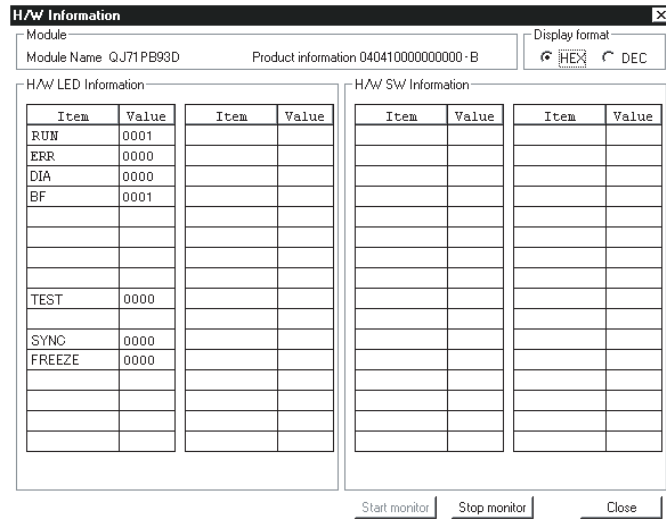 H/W Information
Module
Module Name QJ71PB93D Product information 040410000000000-B
Display format
HEX DEC
H/W LED Information
Item Value Item Value
RUN 0001
ERR 0000
DIA 0000
BF 0001
TEST 0000
SYNC 0000
FREEZE 0000
H/W SW Information
Item Value Item Value
Start monitor Stop monitor Close